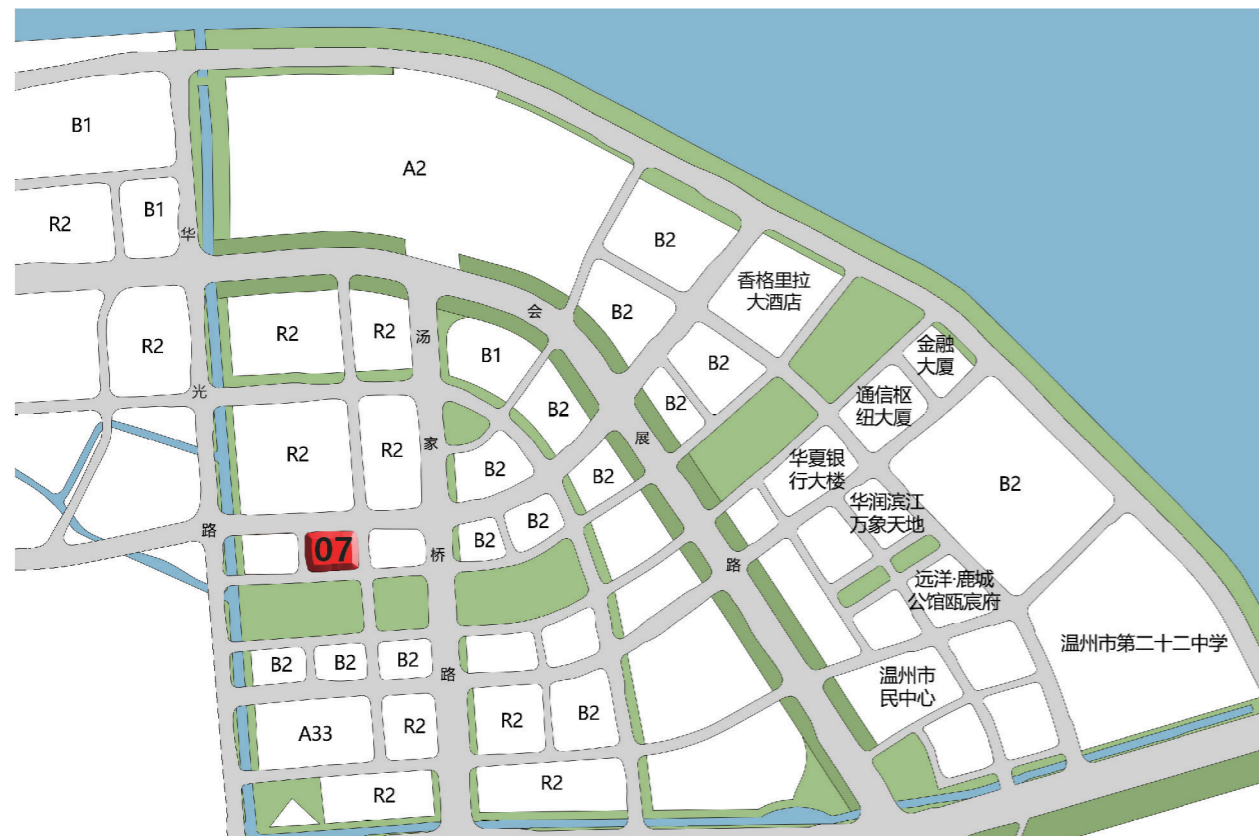 B1
A2
R2
B1
华
B2
香格里拉
大酒店
会
B2
R2
R2
汤
R2
B1
B2
金融
大厦
光
通信枢
纽大厦
B2
B2
展
家
R2
R2
B2
B2
华夏银
行大楼
B2
华润滨江
万象天地
路
07
B2
B2
桥
路
远洋·鹿城
公馆瓯宸府
B2
B2
B2
路
温州市第二十二中学
温州市
民中心
A33
R2
R2
B2
R2
R2